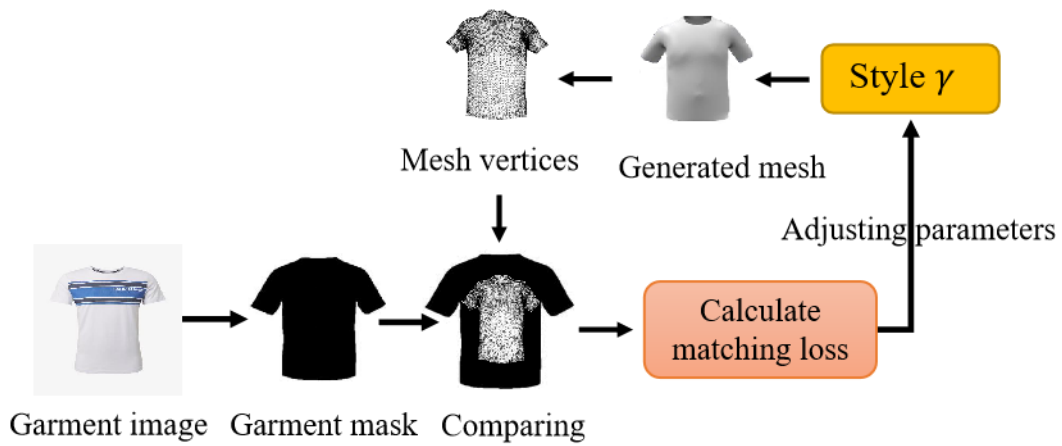 Style γ
Mesh vertices
Generated mesh
Adjusting parameters
Calculate
matching loss
Garment image
Garment mask
Comparing